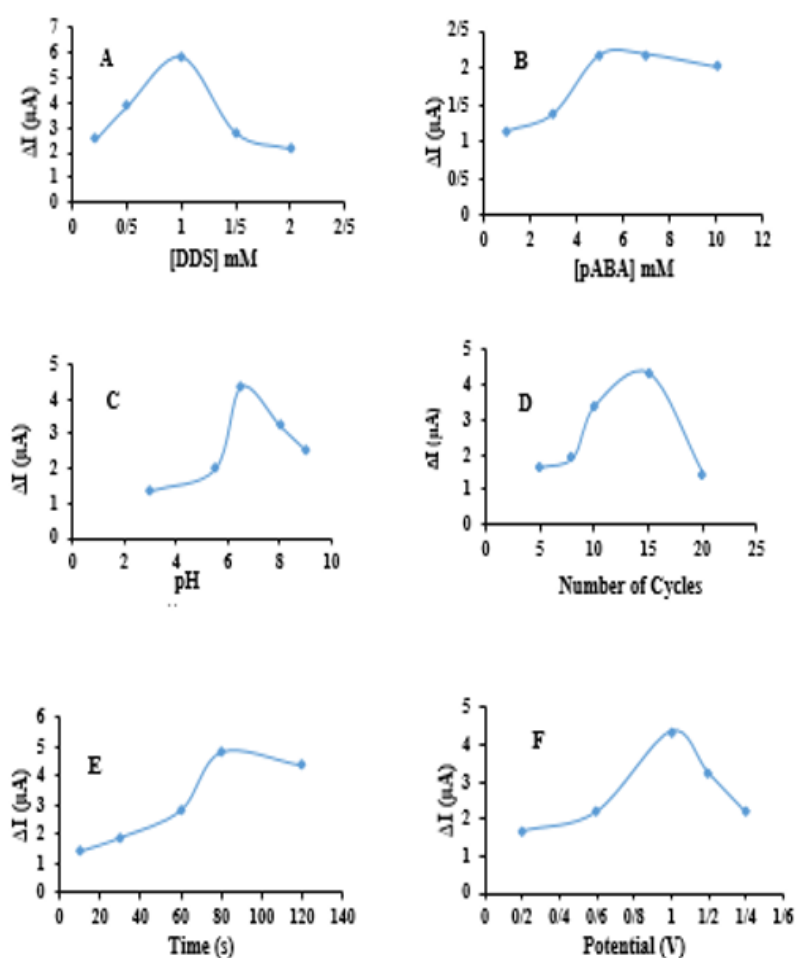 A
ΔI (µA)
7
6
5
4
3
2
1
0
0 0/5 1 1/5 2 2/5
[DDS] mM
B
ΔI (µA)
2/5
2
1/5
1
0/5
0
0 2 4 6 8 10 12
[pABA] mM
C
ΔI (µA)
5
4
3
2
1
0
0 2 4 6 8 10
pH
D
ΔI (µA)
5
4
3
2
1
0
0 5 10 15 20 25
Number of Cycles
E
ΔI (µA)
6
5
4
3
2
1
0
0 20 40 60 80 100 120 140
Time (s)
F
ΔI (µA)
5
4
3
2
1
0
0 0/2 0/4 0/6 0/8 1 1/2 1/4 1/6
Potential (V)